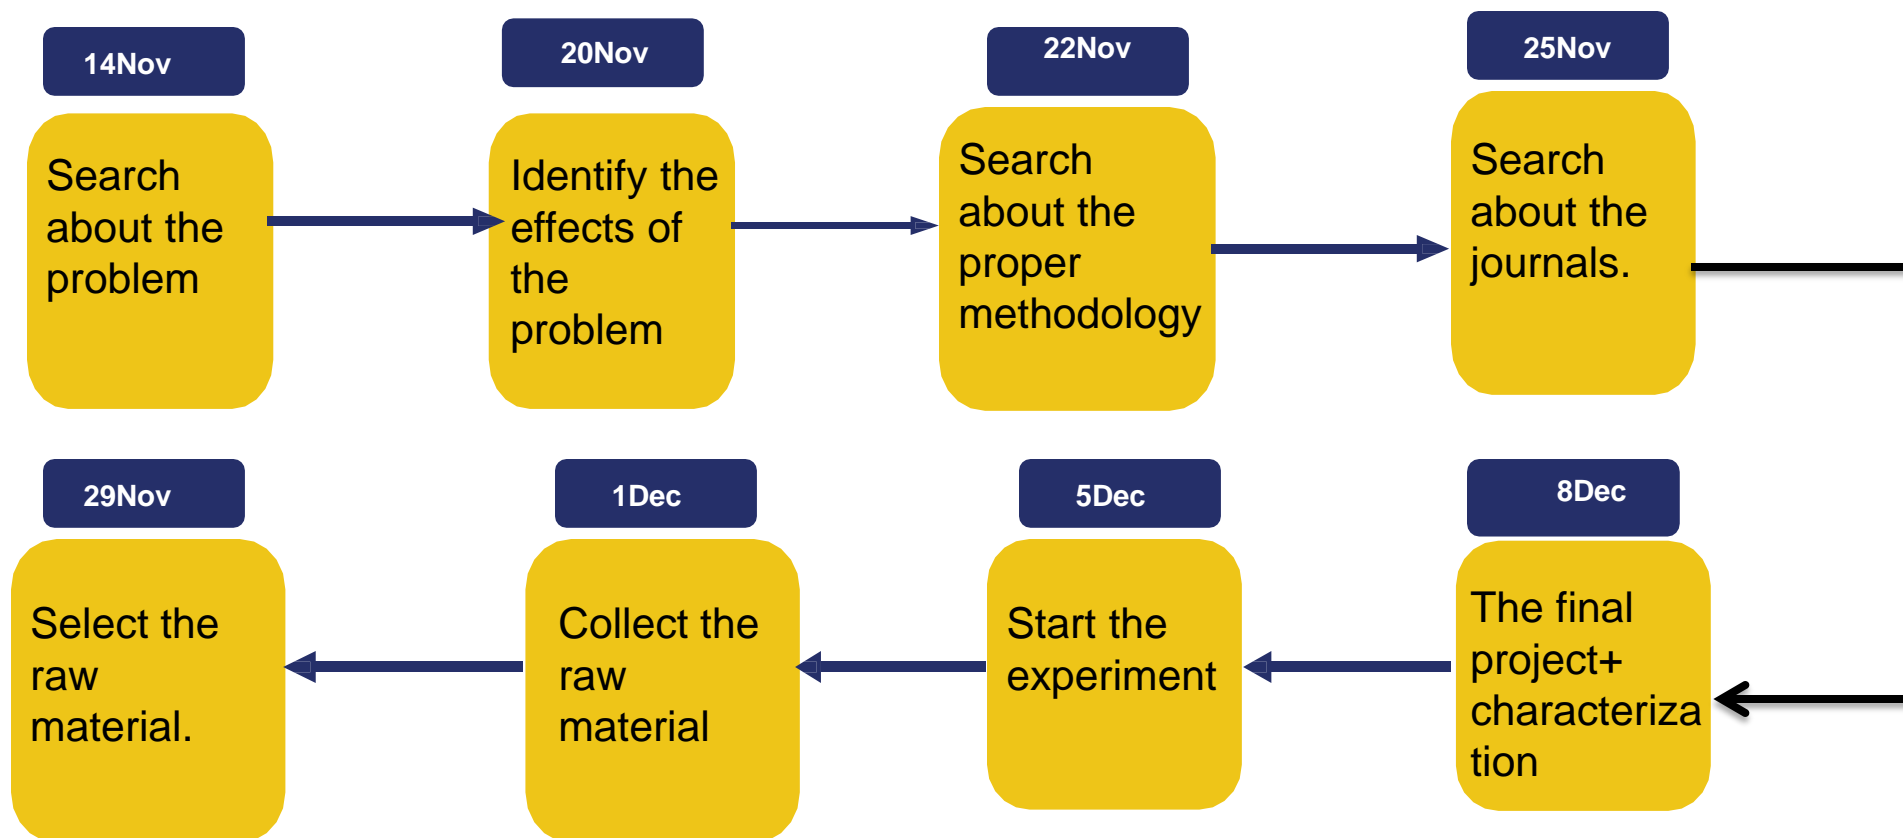 14Nov
Search
about the
problem
20Nov
Identify the
effects of
the
problem
22Nov
Search
about the
proper
methodology
25Nov
Search
about the
journals.
29Nov
Select the
raw
material.
1Dec
Collect the
raw
material
5Dec
Start the
experiment
8Dec
The final
project+
characteriza
tion